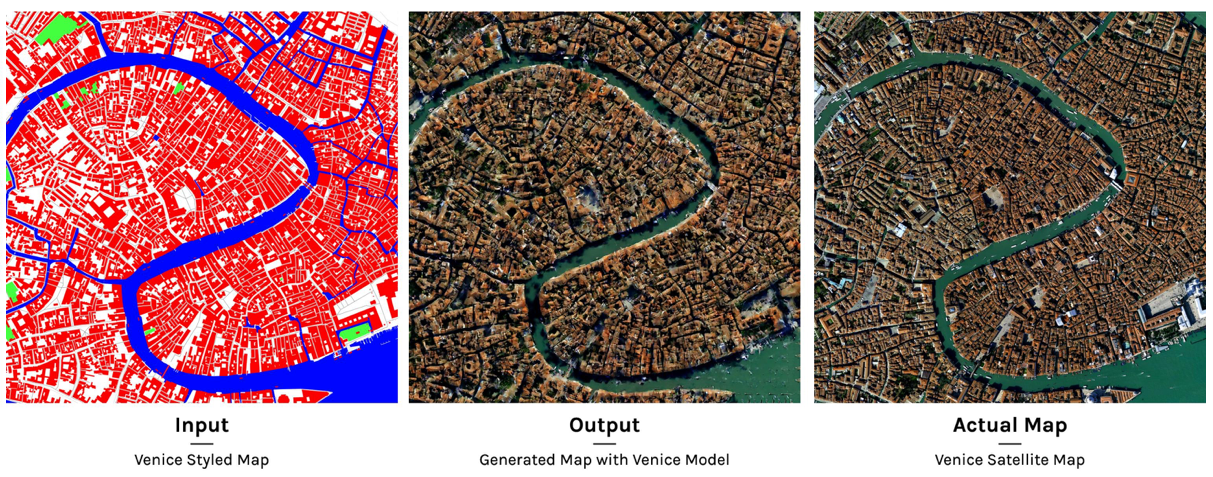 Input
Venice Styled Map
Output
Generated Map with Venice Model
Actual Map
Venice Satellite Map